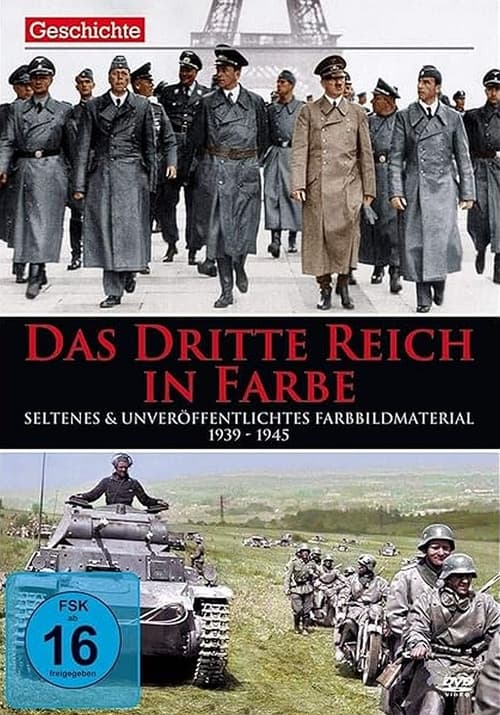 Geschichte
DAS DRITTE REICH
IN FARBE
SELTENES & UNVERÖFFENTLICHTES FARBBILDMATERIAL
1939 - 1945
FSK
ab
16
freigegeben
DVD
VIDEO